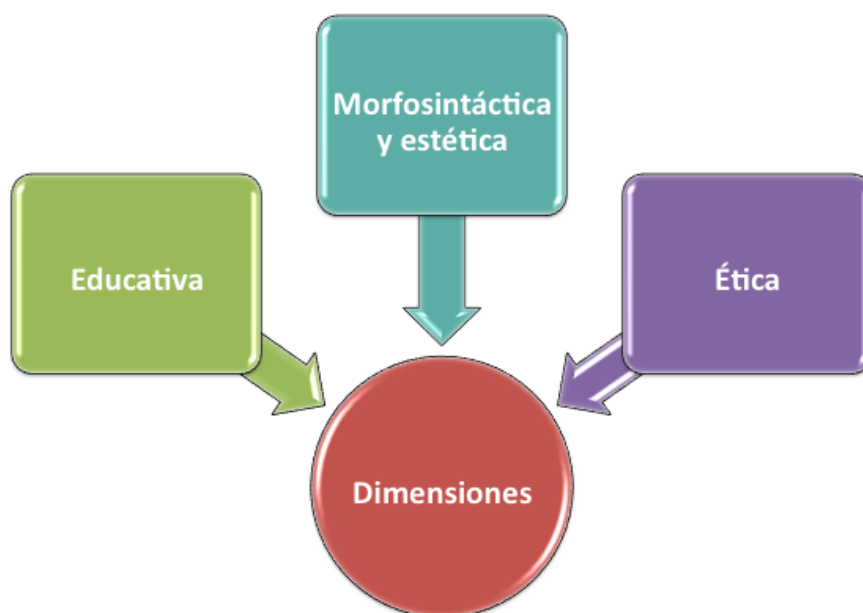 Morfosintáctica
y estética
Educativa
Ética
Dimensiones